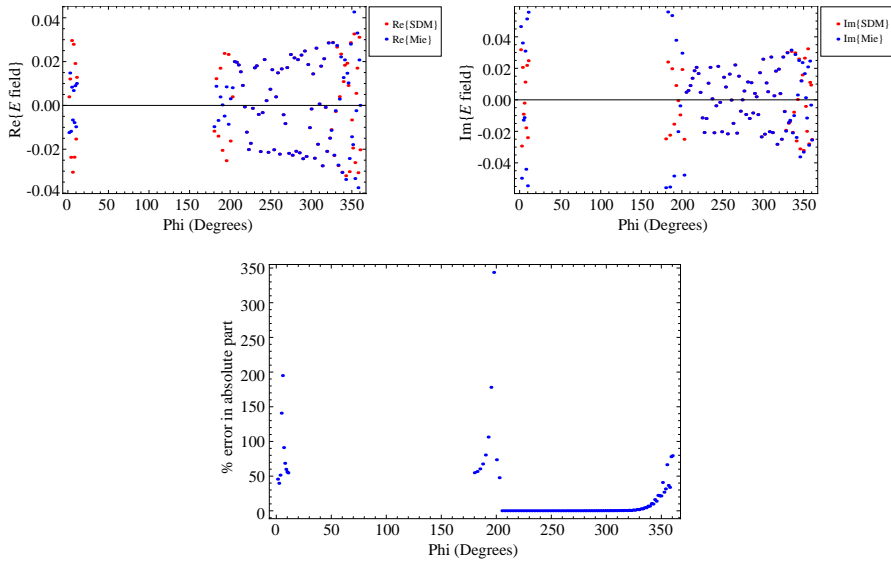 0.04
0.02
0.00
-0.02
-0.04
0 50 100 150 200 250 300 350
Phi (Degrees)
Re{E field}
Re{SDM}
Re{Mie}
0.04
0.02
0.00
-0.02
-0.04
0 50 100 150 200 250 300 350
Phi (Degrees)
Im{E field}
Im{SDM}
Im{Mie}
350
300
250
200
150
100
50
0
0 50 100 150 200 250 300 350
Phi (Degrees)
% error in absolute part